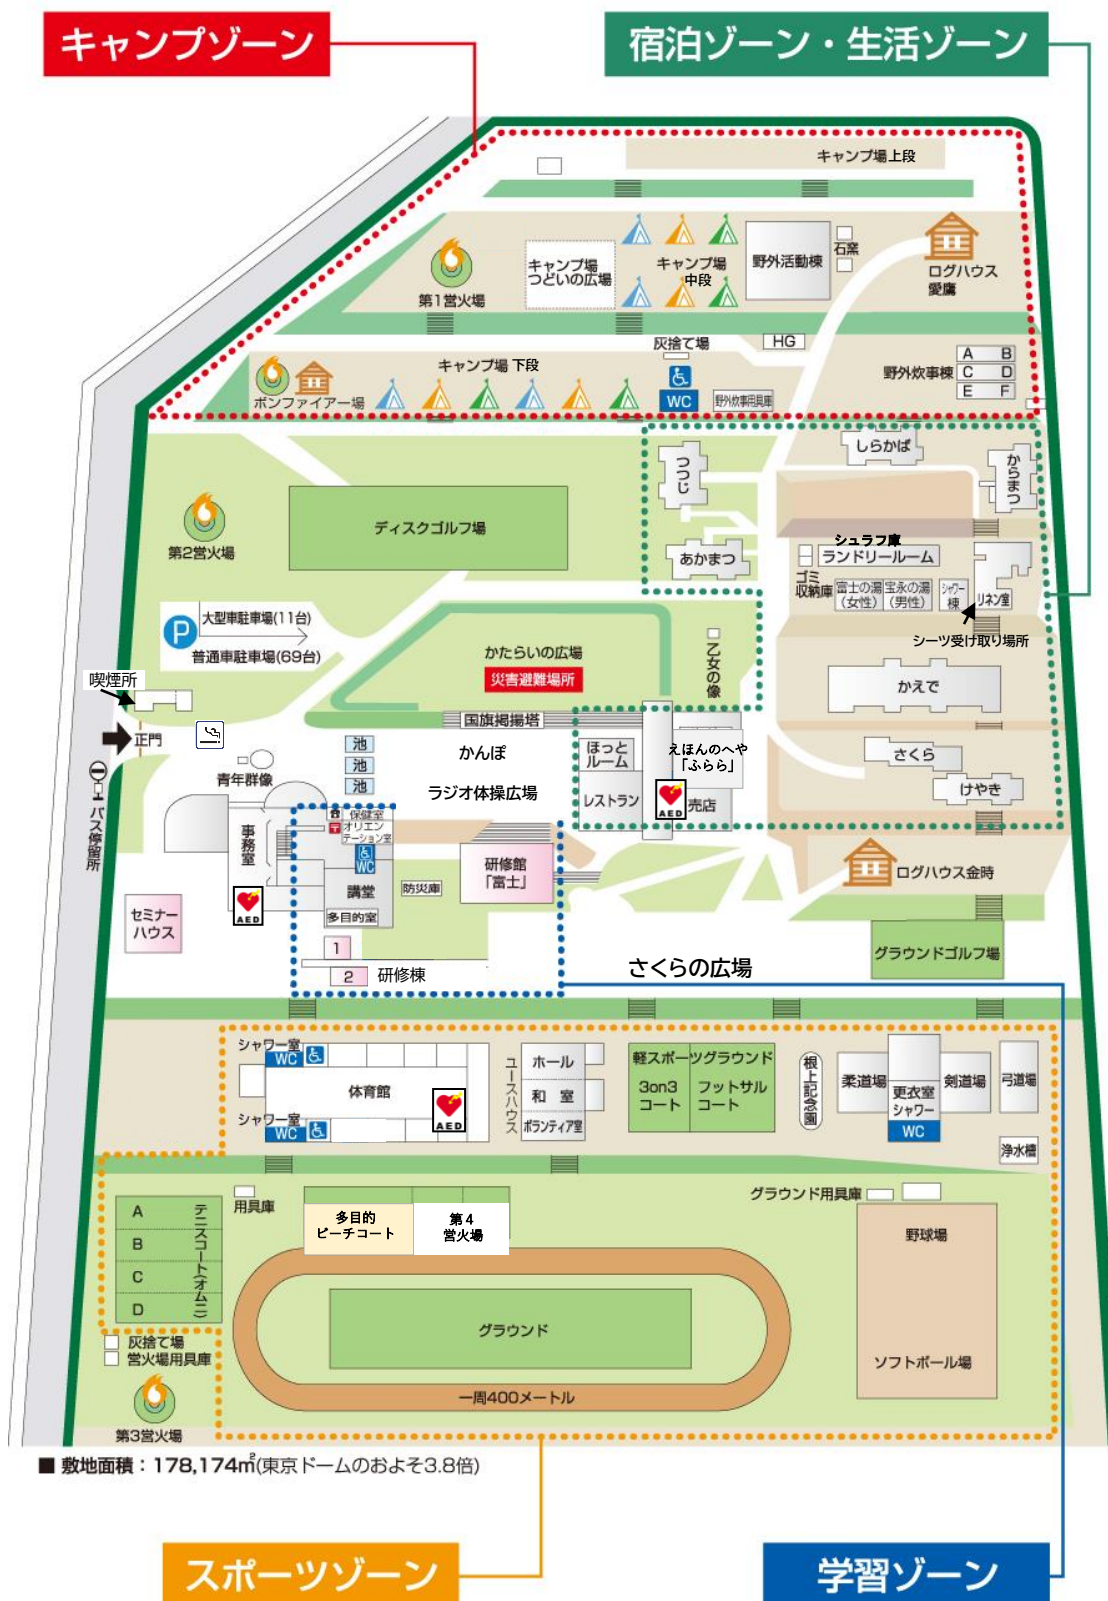 キャンプゾーン
宿泊ゾーン・生活ゾーン
キャンプ場上段
キャンプ場
つどいの広場
キャンプ場
中段
野外活動棟
石窯
ログハウス
愛鷹
第1営火場
灰捨て場
HG
キャンプ場 下段
野外炊事棟
A B
C D
E F
ボンファイアー場
WC
野外炊事用具庫
つつじ
しらかば
からまつ
ディスクゴルフ場
第2営火場
あかまつ
シュラフ庫
ランドリールーム
ゴミ
収納庫
富士の湯
(女性)
宝永の湯
(男性)
シャワー
棟
リネン室
シーツ受け取り場所
P
大型車駐車場(11台)
普通車駐車場(69台)
かたらいの広場
災害避難場所
乙女の像
かえで
喫煙所
正門
国旗掲揚塔
かんぽ
ラジオ体操広場
池
池
池
ほっと
ルーム
えほんのへや
「ふらら」
レストラン
AED
売店
さくら
けやき
青年群像
バス停留所
事務室
保健室
オリエン
テーション室
WC
講堂
多目的室
防災庫
研修館
「富士」
AED
セミナー
ハウス
ログハウス金時
1
2
研修棟
さくらの広場
グラウンドゴルフ場
シャワー室
WC
体育館
シャワー室
WC
AED
ユースハウス
ホール
和 室
ボランティア室
軽スポーツグラウンド
3on3
コート
フットサル
コート
根上記念園
柔道場
更衣室
シャワー
WC
剣道場
弓道場
浄水槽
A
B
C
D
テニスコート(オムニ)
用具庫
多目的
ビーチコート
第4
営火場
グラウンド用具庫
野球場
グラウンド
ソフトボール場
一周400メートル
灰捨て場
営火場用具庫
第3営火場
■ 敷地面積：178,174㎡(東京ドームのおよそ3.8倍)
スポーツゾーン
学習ゾーン